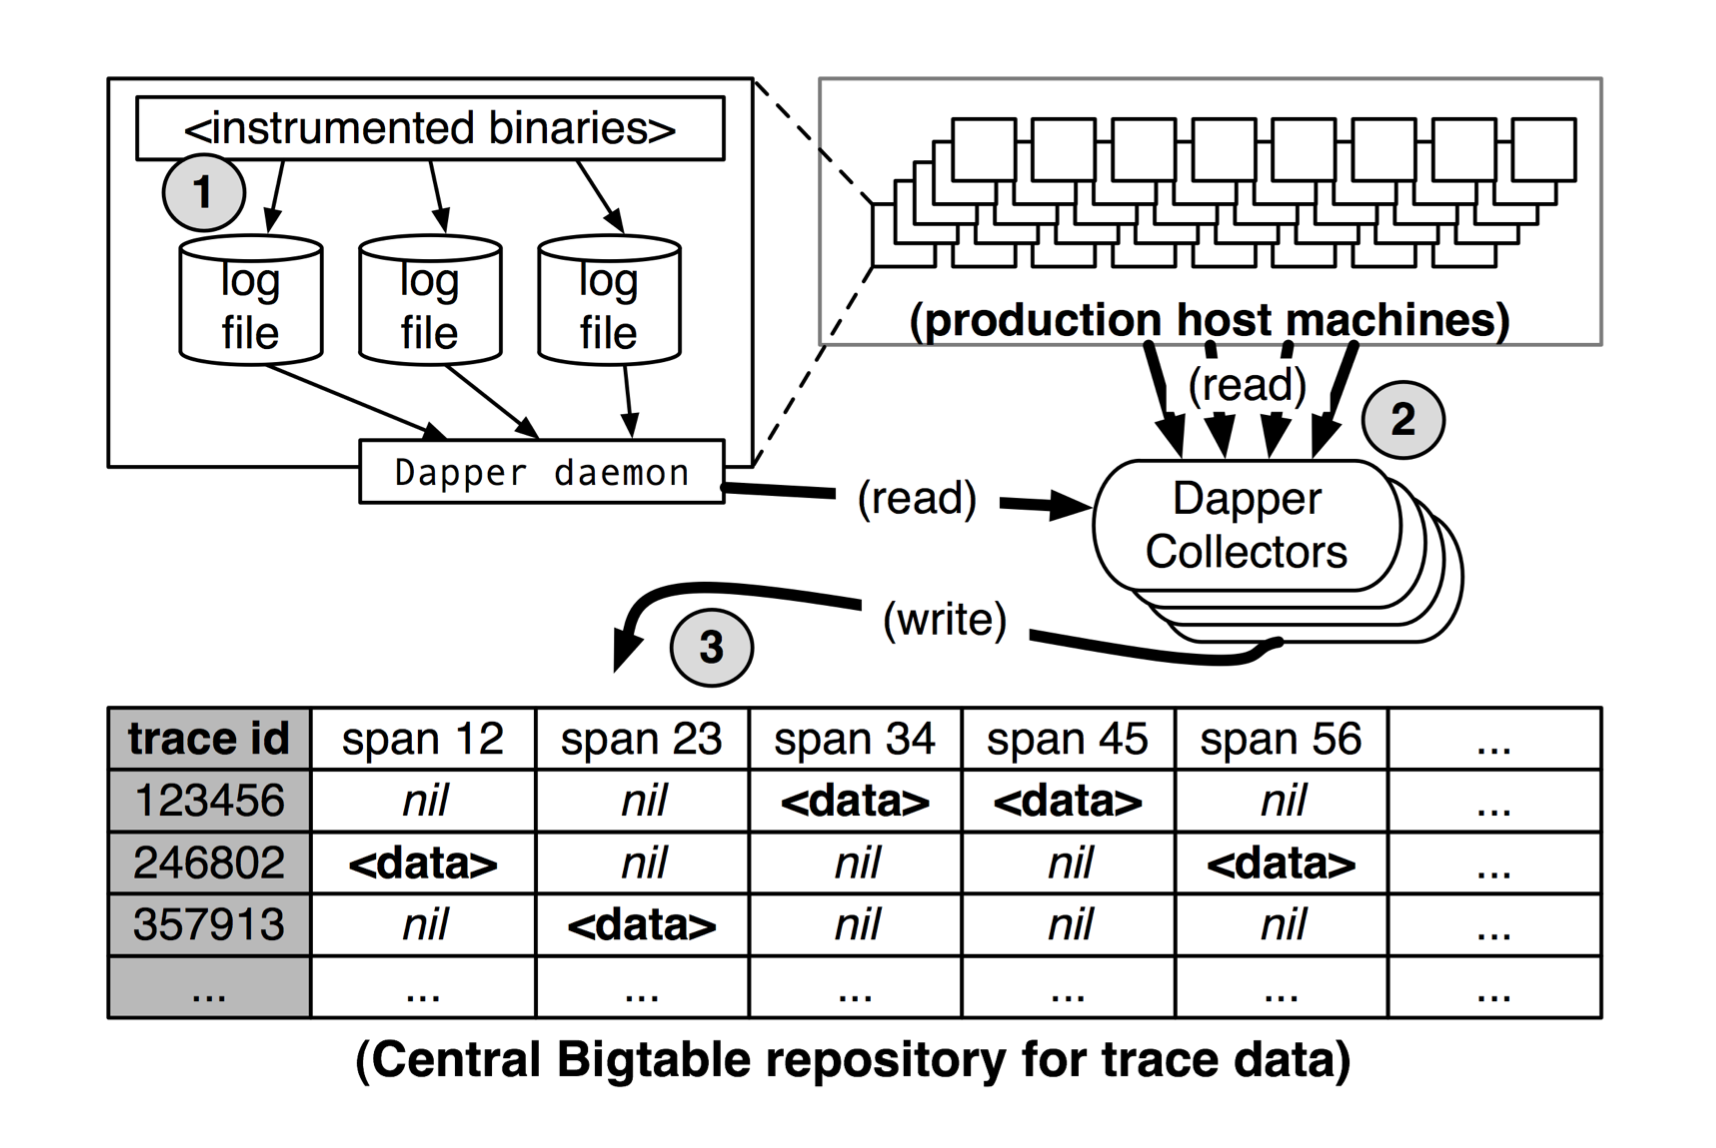 <instrumented binaries>
1
log file
log file
log file
Dapper daemon
(production host machines)
(read)
2
(read)
Dapper
Collectors
(write)
3
trace id span 12 span 23 span 34 span 45 span 56 ...
123456 nil nil <data> <data> nil ...
246802 <data> nil nil nil <data> ...
357913 nil <data> nil nil nil ...
... ... ... ... ... ... ...
(Central Bigtable repository for trace data)